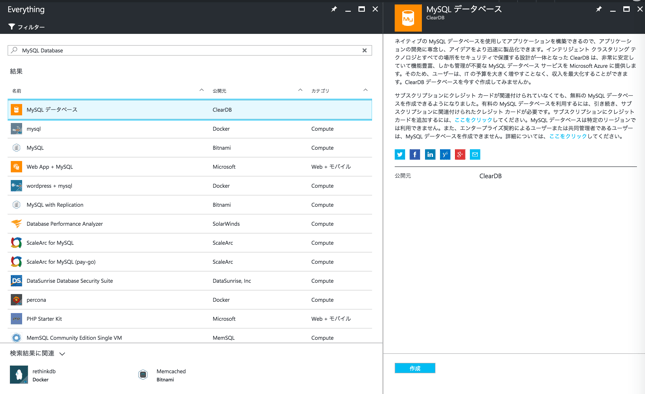 Everything
フィルター
MySQL Database
結果
名前 公開元 カテゴリ
MySQL データベース ClearDB
mysql Docker Compute
MySQL Bitnami Compute
Web App + MySQL Microsoft Web + モバイル
wordpress + mysql Docker Compute
MySQL with Replication Bitnami Compute
Database Performance Analyzer SolarWinds Compute
ScaleArc for MySQL ScaleArc Compute
ScaleArc for MySQL (pay-go) ScaleArc Compute
DS DataSunrise Database Security Suite DataSunrise, Inc Compute
percona Docker Compute
PHP Starter Kit Microsoft Web + モバイル
MemSQL Community Edition Single VM MemSQL Compute
検索結果に関連
rethinkdb
Docker
Memcached
Bitnami
MySQL データベース
ClearDB
ネイティブの MySQL データベースを使用してアプリケーションを構築できるので、アプリケーシ
ョンの開発に専念し、アイデアをより迅速に製品化できます。インテリジェント クラスタリング テク
ノロジとすべての場所をセキュリティで保護する設計が一体となった ClearDB は、非常に安定し
ていて機能豊富、しかも管理が不要な MySQL データベース サービスを Microsoft Azure に提供しま
す。そのため、ユーザーは、IT の予算を大きく増やすことなく、収入を最大化することができま
す。ClearDB データベースを今すぐ作成してみませんか。
サブスクリプションにクレジット カードが関連付けられていなくても、無料の MySQL データベー
スを作成できるようになりました。有料の MySQL データベースを利用するには、引き続き、サブ
スクリプションに関連付けられたクレジット カードが必要です。サブスクリプションにクレジット
カードを追加するには、ここをクリックしてください。MySQL データベースは特定のリージョンで
は利用できません。また、エンタープライズ契約によるユーザーまたは共同管理者であるユーザー
は、MySQL データベースを作成できません。詳細については、ここをクリックしてください。
公開元 ClearDB
作成